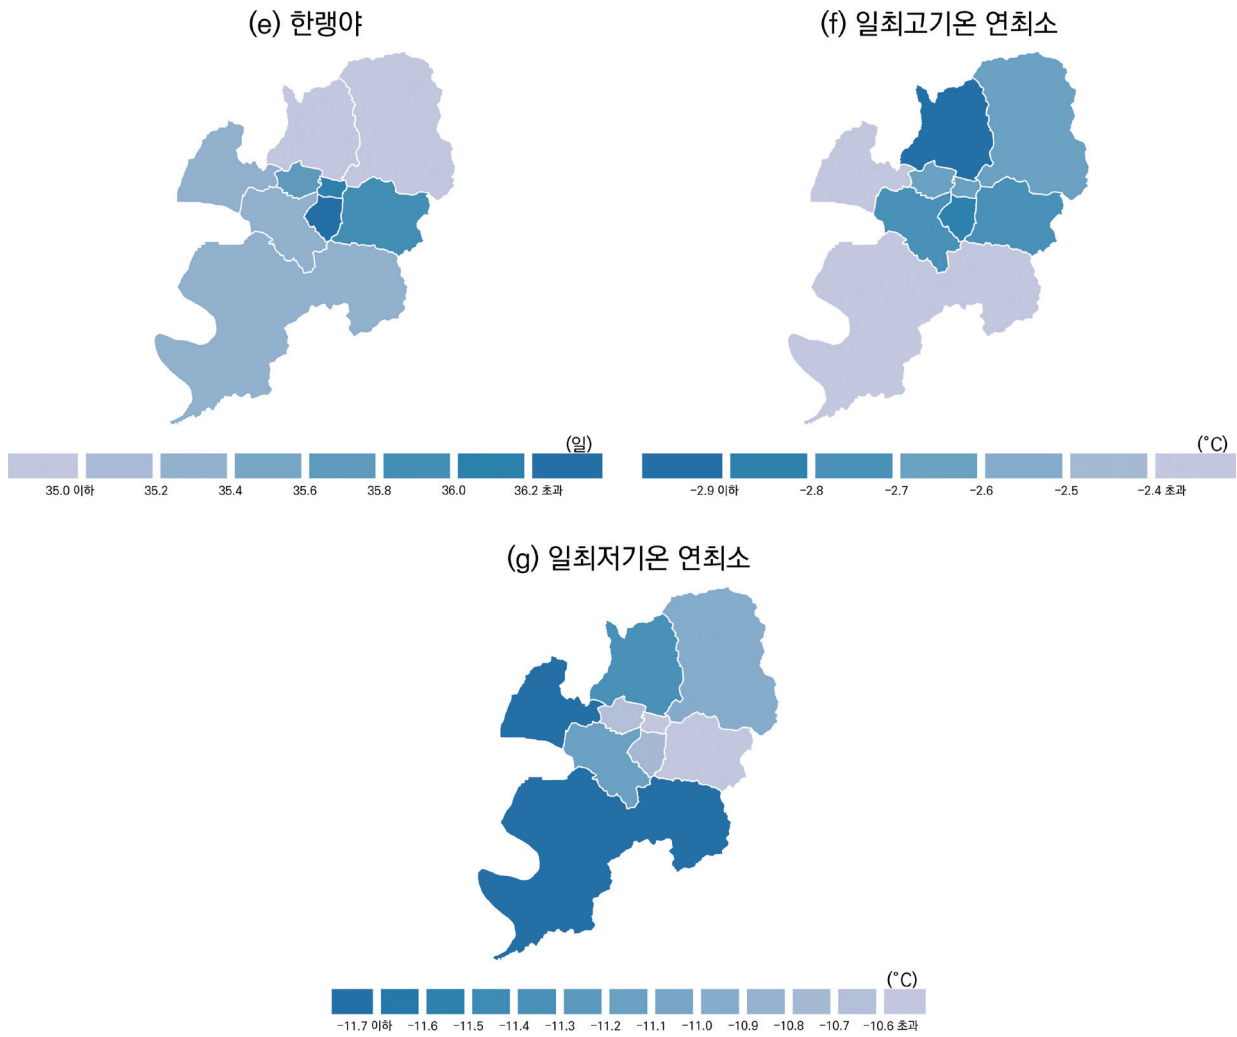 (e) 한랭야
(f) 일최고기온 연최소
(일)
35.0 이하 35.2 35.4 35.6 35.8 36.0 36.2 초과
(°C)
-2.9 이하 -2.8 -2.7 -2.6 -2.5 -2.4 초과
(g) 일최저기온 연최소
(°C)
-11.7 이하 -11.6 -11.5 -11.4 -11.3 -11.2 -11.1 -11.0 -10.9 -10.8 -10.7 -10.6 초과